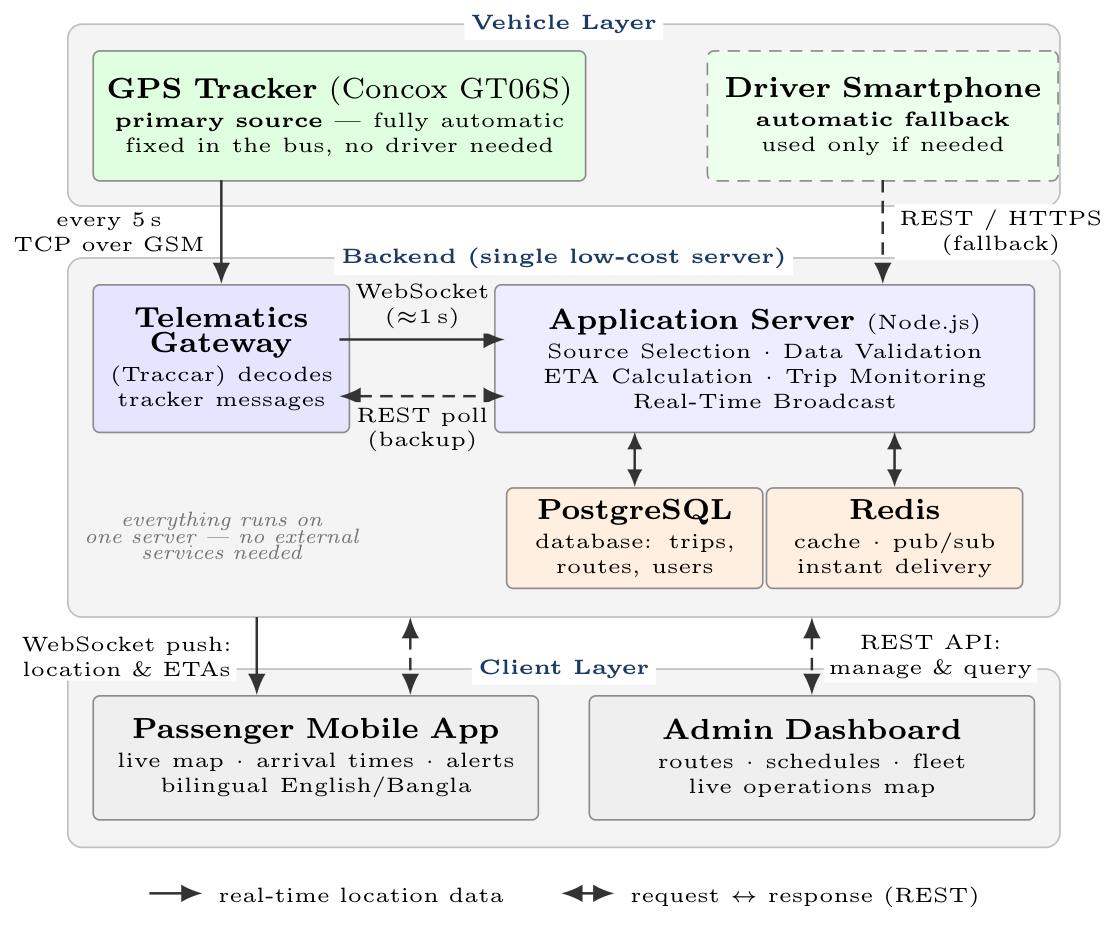 Vehicle Layer
GPS Tracker (Concox GT06S)
primary source — fully automatic
fixed in the bus, no driver needed
Driver Smartphone
automatic fallback
used only if needed
every 5 s
TCP over GSM
REST / HTTPS
(fallback)
Backend (single low-cost server)
Telematics
Gateway
(Traccar) decodes
tracker messages
WebSocket
(≈1 s)
REST poll
(backup)
Application Server (Node.js)
Source Selection · Data Validation
ETA Calculation · Trip Monitoring
Real-Time Broadcast
everything runs on
one server — no external
services needed
PostgreSQL
database: trips,
routes, users
Redis
cache · pub/sub
instant delivery
WebSocket push:
location & ETAs
REST API:
manage & query
Client Layer
Passenger Mobile App
live map · arrival times · alerts
bilingual English/Bangla
Admin Dashboard
routes · schedules · fleet
live operations map
real-time location data
request ↔ response (REST)